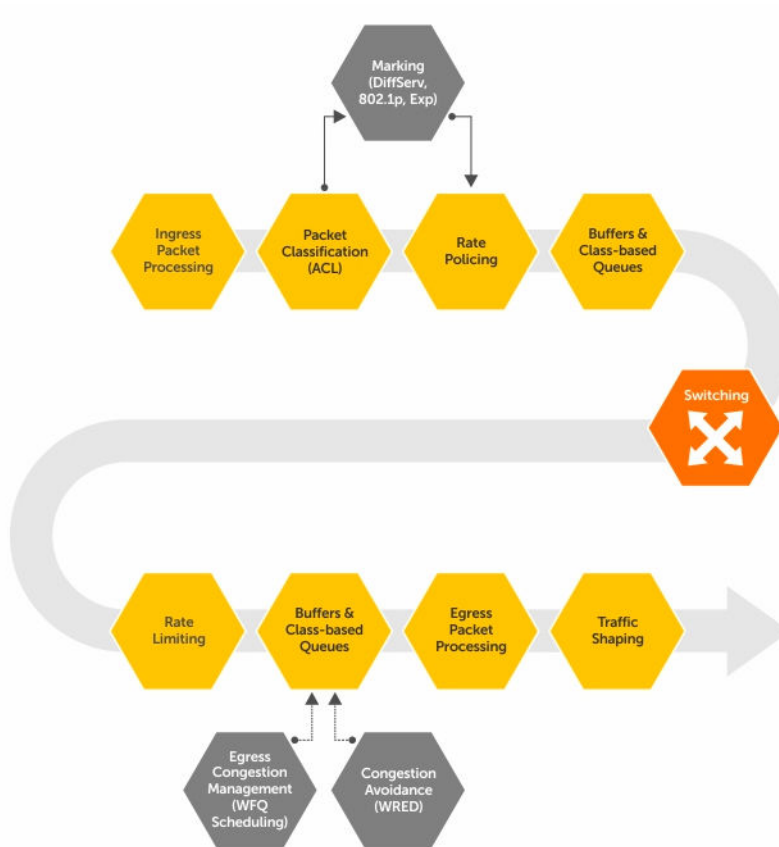 Marking
(DiffServ,
802.1p, Exp)
Ingress
Packet
Processing
Packet
Classification
(ACL)
Rate
Policing
Buffers &
Class-based
Queues
Switching
Rate
Limiting
Buffers &
Class-based
Queues
Egress
Packet
Processing
Traffic
Shaping
Egress
Congestion
Management
(WFQ
Scheduling)
Congestion
Avoidance
(WRED)